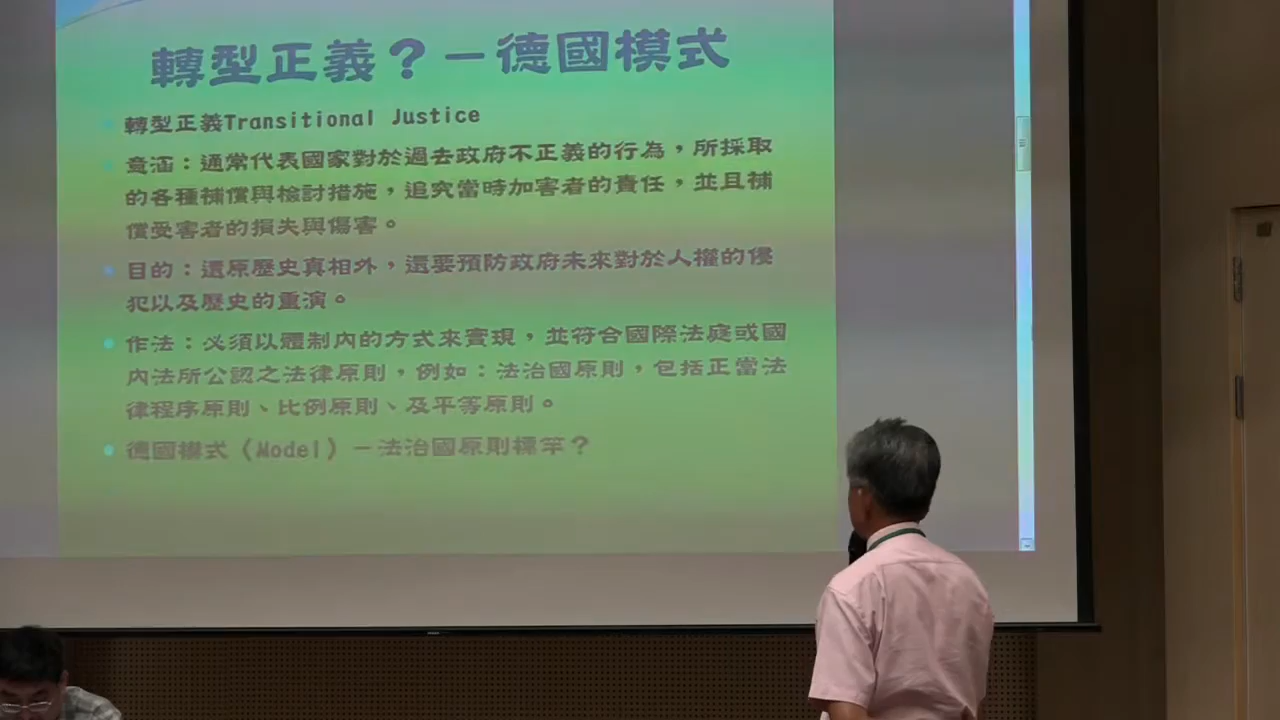 轉型正義？－德國模式
轉型正義Transitional Justice
意涵：通常代表國家對於過去政府不正義的行為，所採取
的各種補償與檢討措施，追究當時加害者的責任，並且補
償受害者的損失與傷害。
目的：還原歷史真相外，還要預防政府未來對於人權的侵
犯以及歷史的重演。
作法：必須以體制內的方式來實現，並符合國際法庭或國
內法所公認之法律原則，例如：法治國原則，包括正當法
律程序原則、比例原則、及平等原則。
德國模式（Model）－法治國原則標竿？